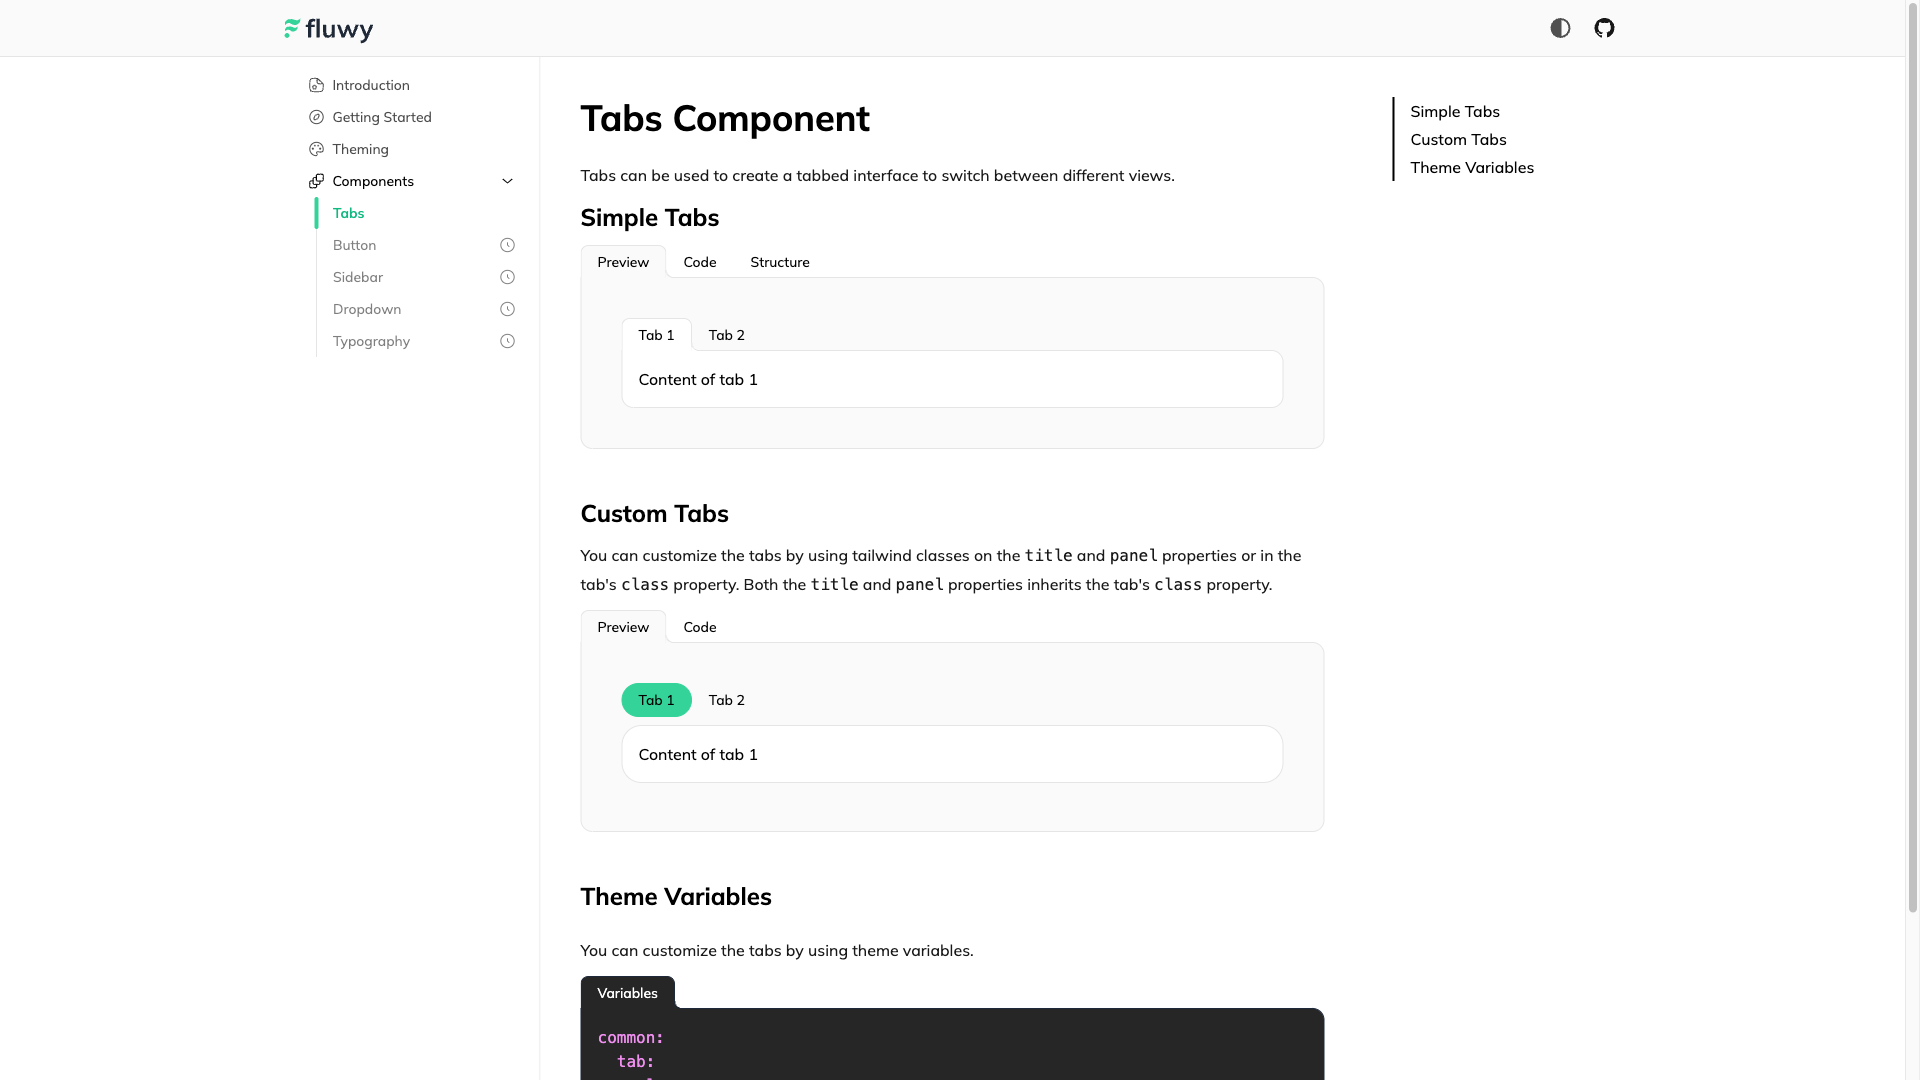 fluwy
Introduction
Getting Started
Theming
Components
Tabs
Button
Sidebar
Dropdown
Typography
Tabs Component
Tabs can be used to create a tabbed interface to switch between different views.
Simple Tabs
Preview Code Structure
Tab 1 Tab 2
Content of tab 1
Custom Tabs
You can customize the tabs by using tailwind classes on the title and panel properties or in the
tab's class property. Both the title and panel properties inherits the tab's class property.
Preview Code
Tab 1 Tab 2
Content of tab 1
Theme Variables
You can customize the tabs by using theme variables.
Variables
common:
tab:
Simple Tabs
Custom Tabs
Theme Variables